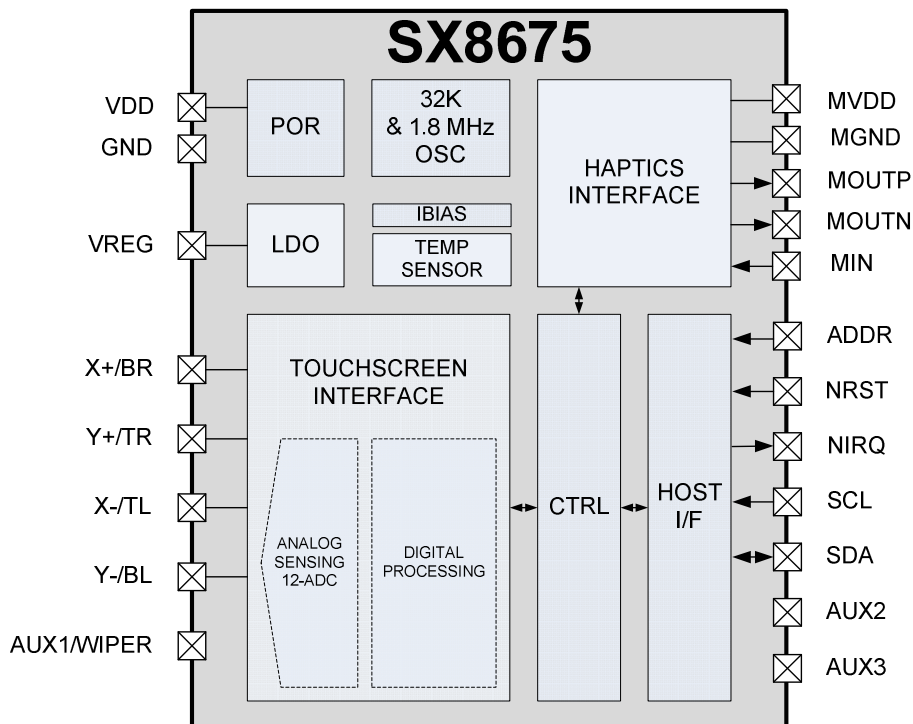 SX8675
VDD
GND
VREG
X+/BR
Y+/TR
X-/TL
Y-/BL
AUX1/WIPER
POR
32K
& 1.8 MHz
OSC
LDO
IBIAS
TEMP
SENSOR
HAPTICS
INTERFACE
TOUCHSCREEN
INTERFACE
ANALOG
SENSING
12-ADC
DIGITAL
PROCESSING
CTRL
HOST
I/F
MVDD
MGND
MOUTP
MOUTN
MIN
ADDR
NRST
NIRQ
SCL
SDA
AUX2
AUX3